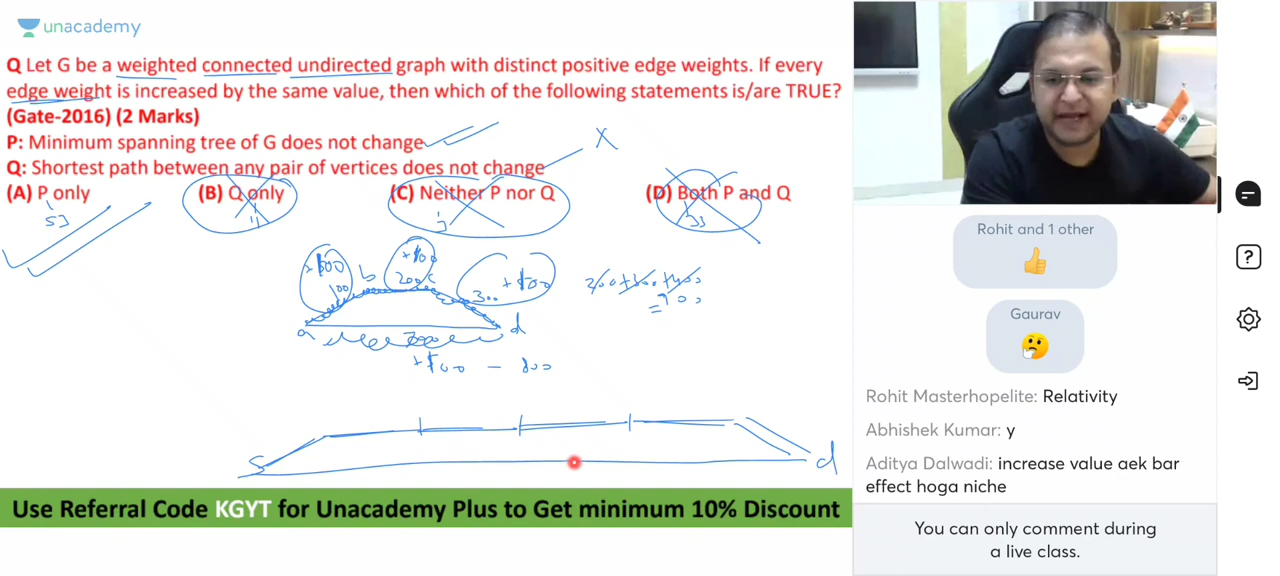 unacademy
Q Let G be a weighted connected undirected graph with distinct positive edge weights. If every
edge weight is increased by the same value, then which of the following statements is/are TRUE?
(Gate-2016) (2 Marks)
P: Minimum spanning tree of G does not change
Q: Shortest path between any pair of vertices does not change
(A) P only (B) Q only (C) Neither P nor Q (D) Both P and Q
53
b
100
200
c
300
a
d
S
d
Use Referral Code KGYT for Unacademy Plus to Get minimum 10% Discount
Rohit and 1 other
Gaurav
Rohit Masterhopelite: Relativity
Abhishek Kumar: y
Aditya Dalwadi: increase value aek bar
effect hoga niche
You can only comment during
a live class.